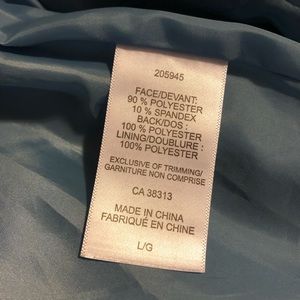 205945
FACE/DEVANT:
90 % POLYESTER
10 % SPANDEX
BACK/DOS :
100 % POLYESTER
LINING/DOUBLURE :
100% POLYESTER
EXCLUSIVE OF TRIMMING/
GARNITURE NON COMPRISE
CA 38313
MADE IN CHINA
FABRIQUÉ EN CHINE
L/G